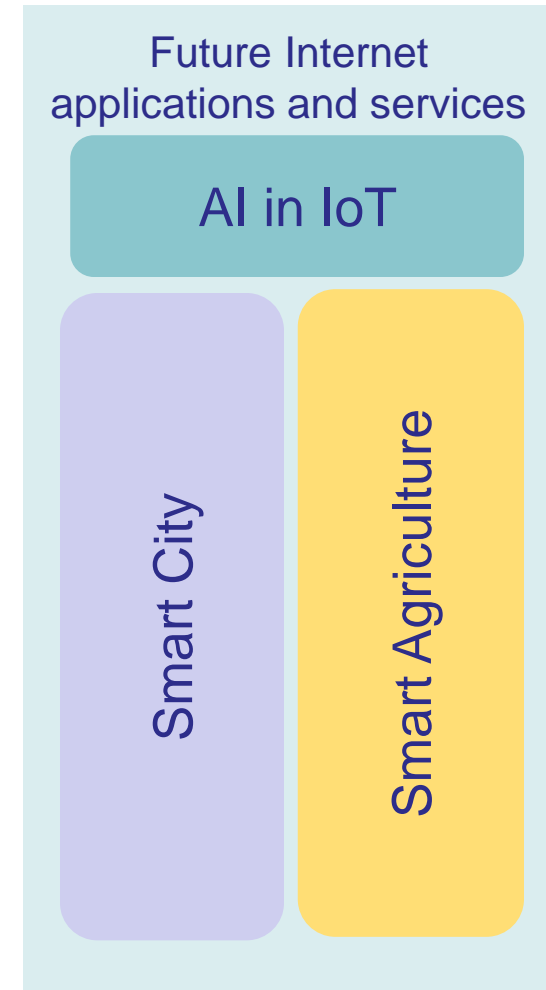 Future Internet
applications and services
AI in IoT
Smart City
Smart Agriculture